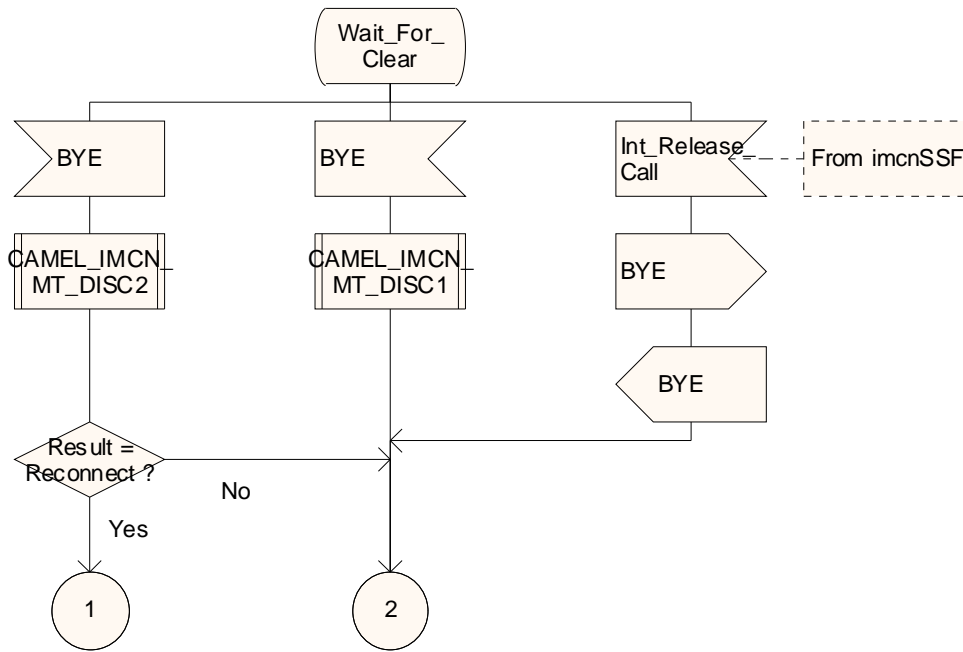 Wait_For_
Clear
BYE
BYE
Int_Release_
Call
From imcnSSF
CAMEL_IMCN_
MT_DISC2
CAMEL_IMCN_
MT_DISC1
BYE
BYE
Result =
Reconnect ?
No
Yes
1
2